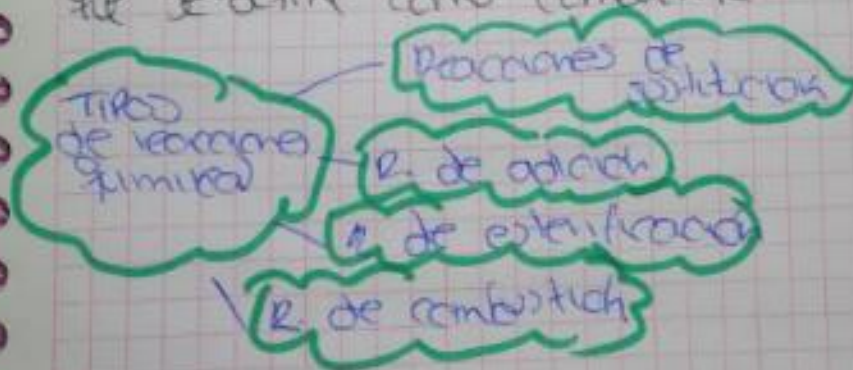 TIPOS
de reacciones
químicas
Reacciones de
sustitución
R. de adición
R. de esterificación
R. de combustión